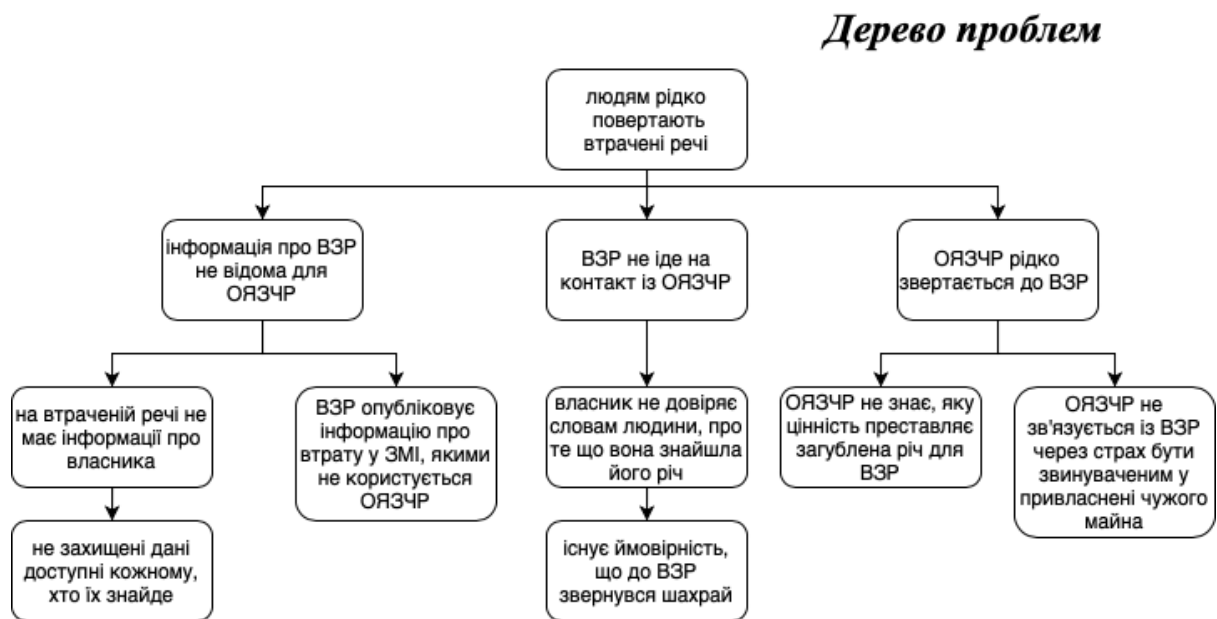 Дерево проблем
людям рідко
повертають
втрачені речі
інформація про ВЗР
не відома для
ОЯЗЧР
ВЗР не іде на
контакт із ОЯЗЧР
ОЯЗЧР рідко
звертається до ВЗР
на втраченій речі не
має інформації про
власника
ВЗР опубліковує
інформацію про
втрату у ЗМІ, якими
не користується
ОЯЗЧР
власник не довіряє
словам людини, про
те що вона знайшла
його річ
ОЯЗЧР не знає, яку
цінність преставляє
загублена річ для
ВЗР
ОЯЗЧР не
зв'язується із ВЗР
через страх бути
звинуваченим у
привласнені чужого
майна
не захищені дані
доступні кожному,
хто їх знайде
існує ймовірність,
що до ВЗР
звернувся шахрай